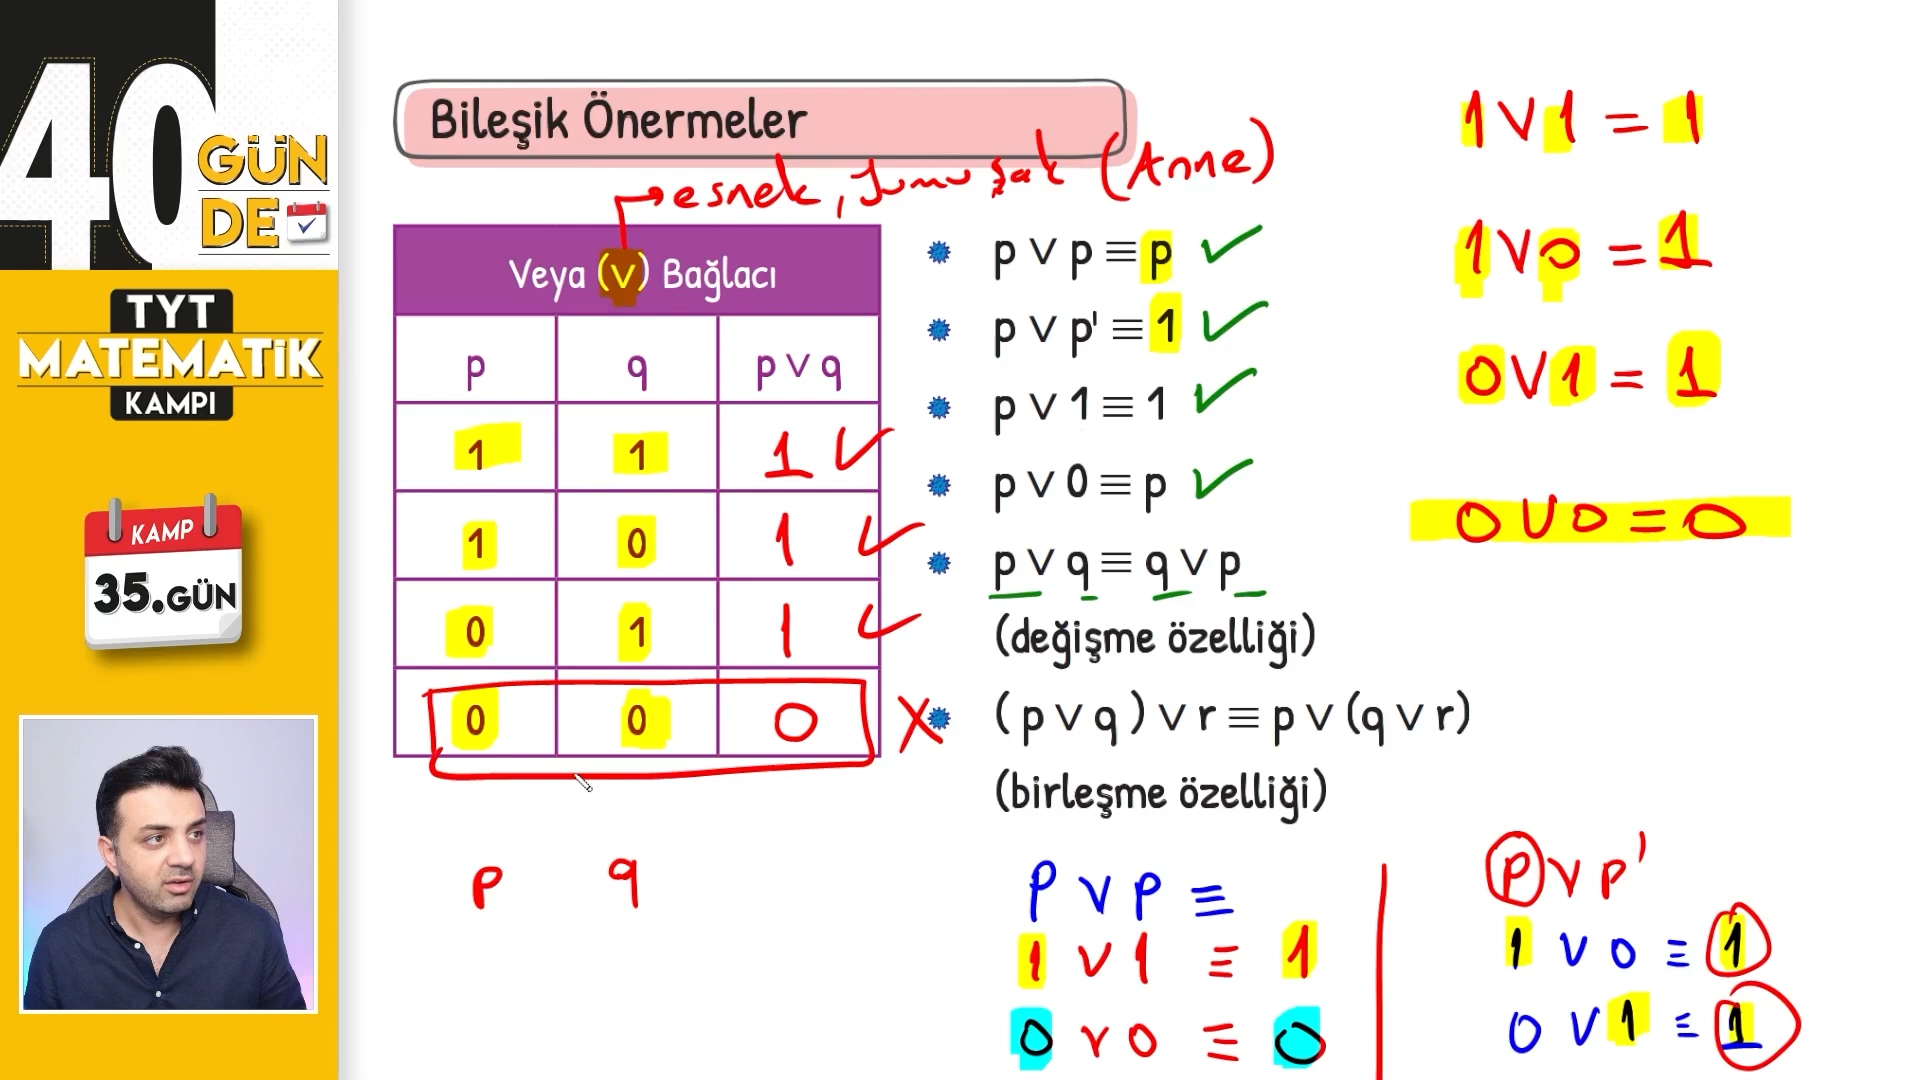 40
GÜN
DE
TYT
MATEMATİK
KAMPI
KAMP
35.GÜN
Bileşik Önermeler
esnek, yumuşak (Anne)
Veya (∨) Bağlacı
p q p ∨ q
1 1 1
1 0 1
0 1 1
0 0 0
p q
p ∨ p ≡ p
p ∨ p' ≡ 1
p ∨ 1 ≡ 1
p ∨ 0 ≡ p
p ∨ q ≡ q ∨ p
(değişme özelliği)
( p ∨ q ) ∨ r ≡ p ∨ (q ∨ r)
(birleşme özelliği)
1 ∨ 1 = 1
1 ∨ 0 = 1
0 ∨ 1 = 1
0 ∨ 0 = 0
p ∨ p ≡
1 ∨ 1 ≡ 1
0 ∨ 0 ≡ 0
p ∨ p'
1 ∨ 0 ≡ 1
0 ∨ 1 ≡ 1